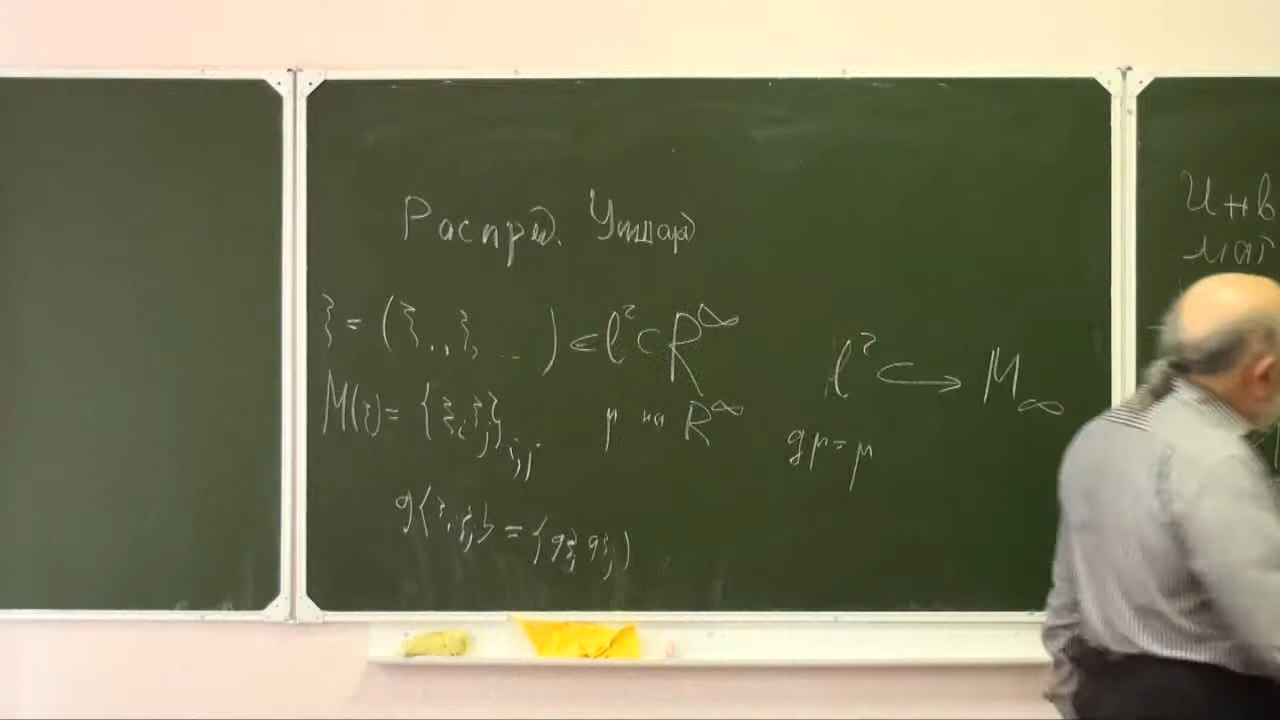 Распред. Уишарт
ξ = (ξ₁, ξ₂ ... ) ∈ l² ⊂ R^∞
M(ξ) = {ξᵢ ξⱼ}ᵢ,ⱼ
μ на R^∞
g{ξᵢ ξⱼ} = {gξᵢ gξⱼ}
l² ↪ M_∞
gμ = μ
Инв
мат